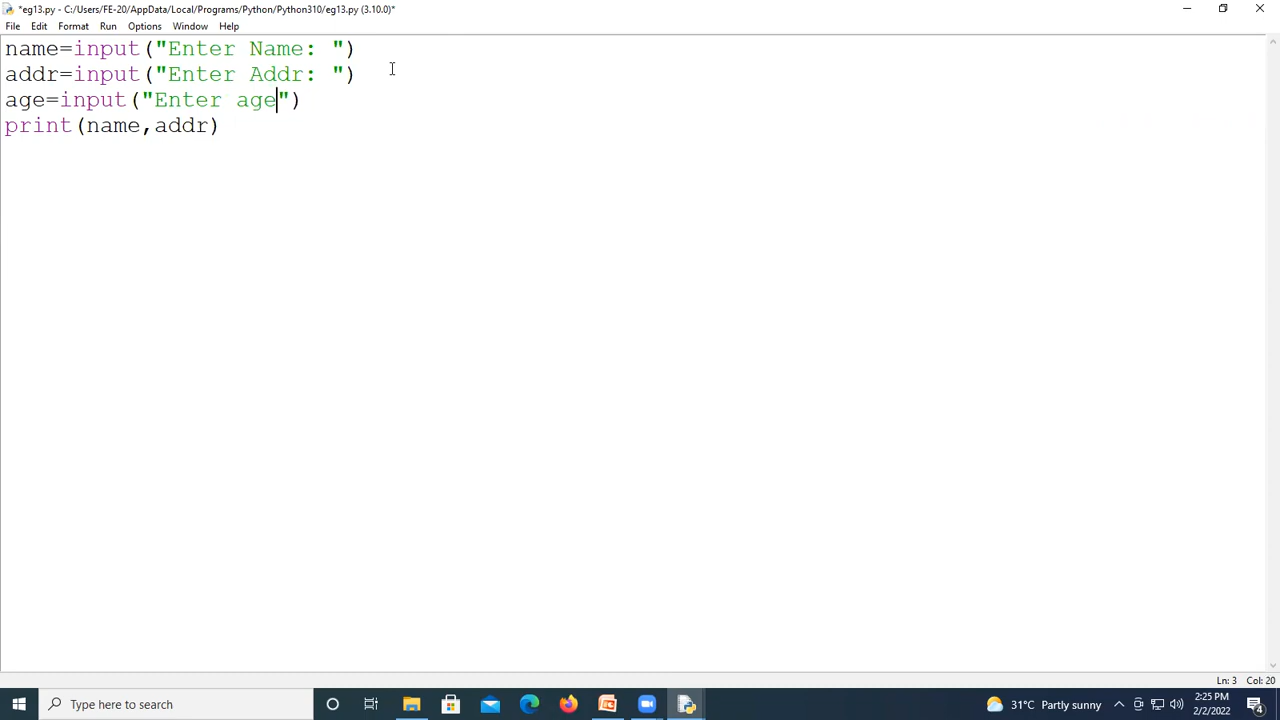 *eg13.py - C:/Users/FE-20/AppData/Local/Programs/Python/Python310/eg13.py (3.10.0)*
File Edit Format Run Options Window Help
name=input("Enter Name: ")
addr=input("Enter Addr: ")
age=input("Enter age")
print(name,addr)
Ln: 3 Col: 20
Type here to search
31°C Partly sunny
2:25 PM
2/2/2022
4